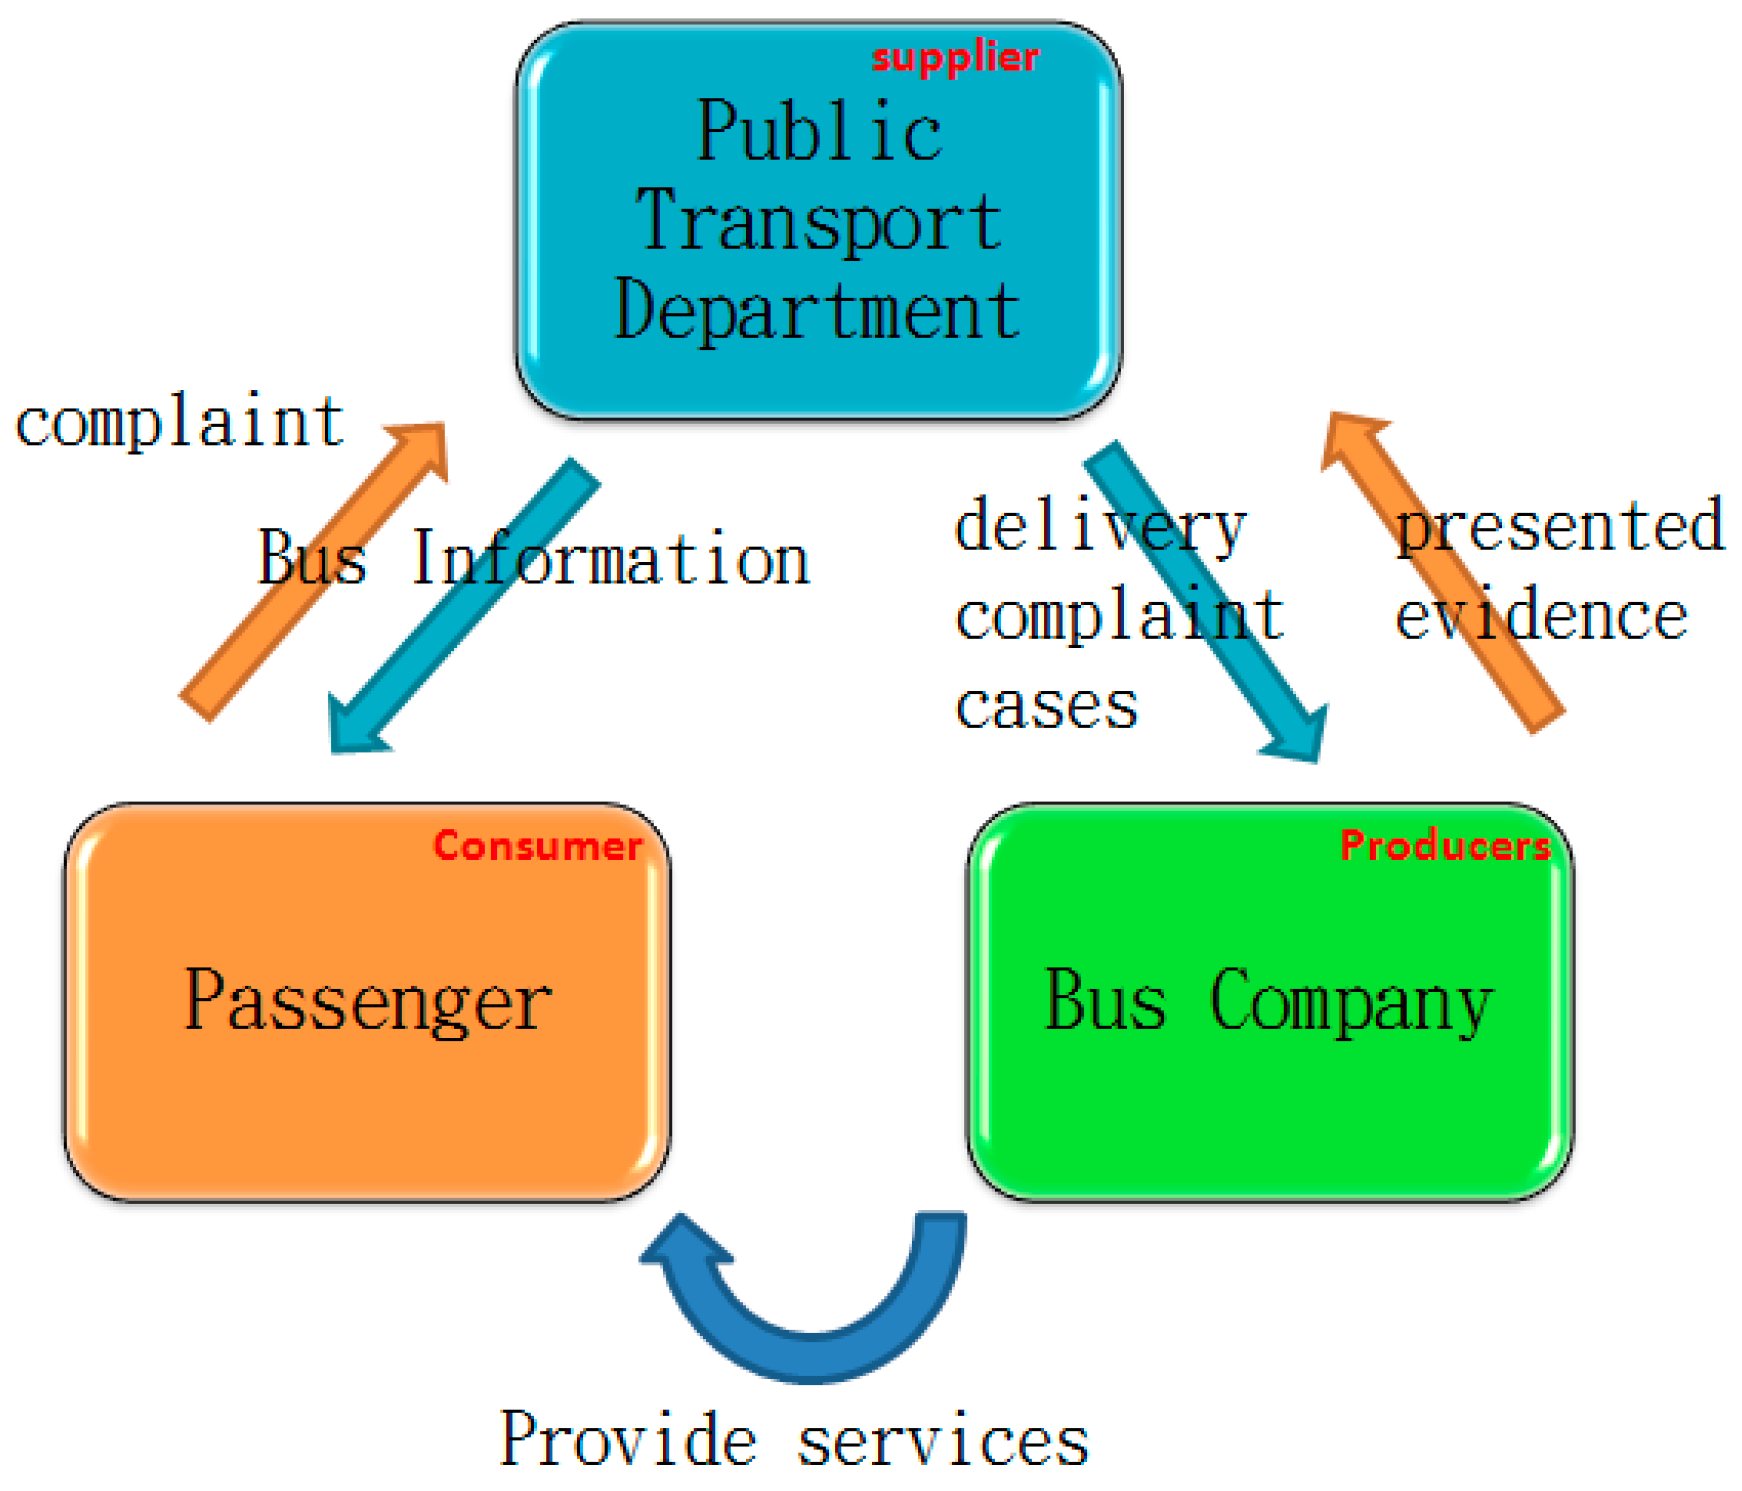 supplier
Public
Transport
Department
complaint
Bus Information
delivery
complaint
cases
presented
evidence
Consumer
Passenger
Producers
Bus Company
Provide services